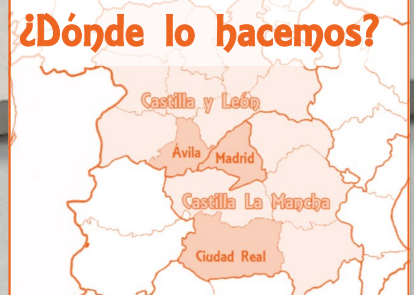 ¿Dónde lo hacemos?
Castilla y León
Ávila
Madrid
Castilla La Mancha
Ciudad Real